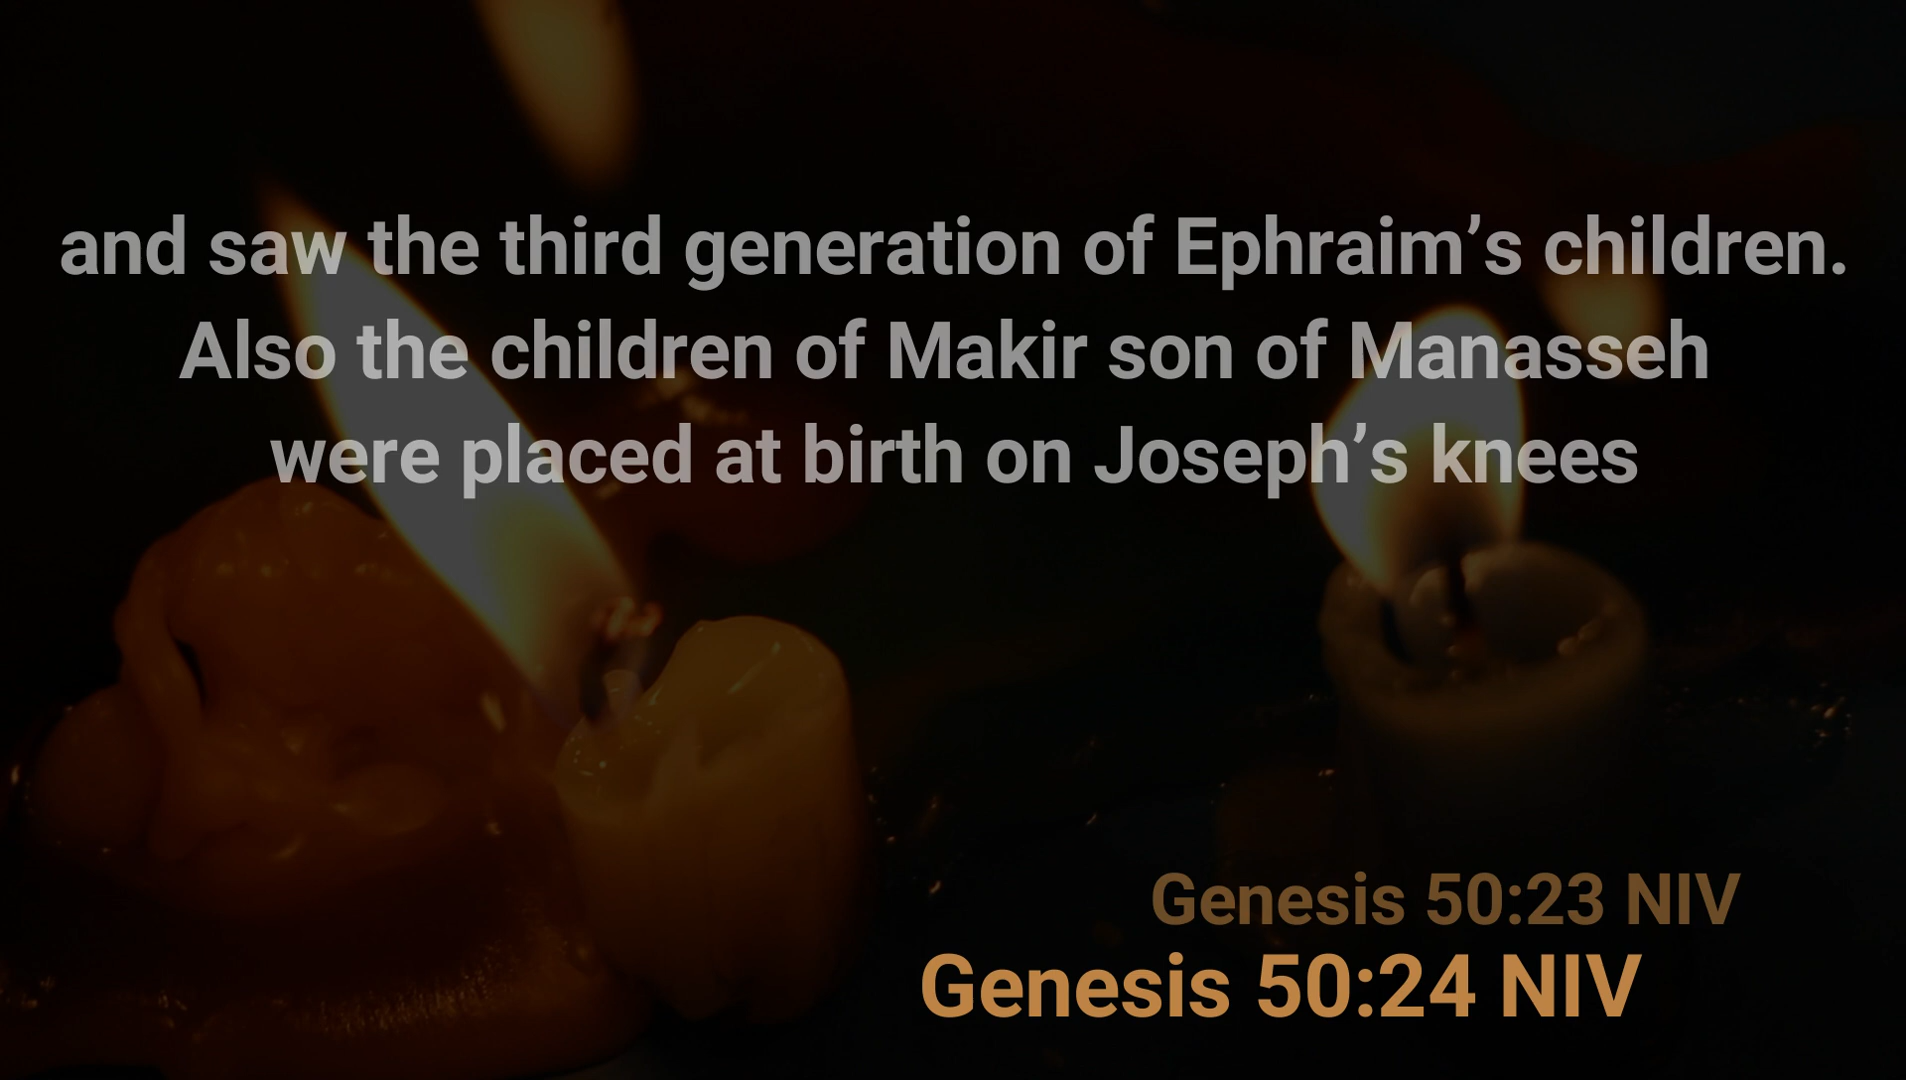 and saw the third generation of Ephraim’s children.
Also the children of Makir son of Manasseh
were placed at birth on Joseph’s knees
Genesis 50:23 NIV
Genesis 50:24 NIV